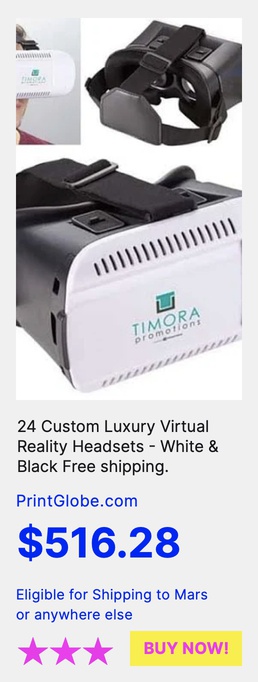 TIMORA
TIMORA
promotions
24 Custom Luxury Virtual
Reality Headsets - White &
Black Free shipping.
PrintGlobe.com
$516.28
Eligible for Shipping to Mars
or anywhere else
BUY NOW!